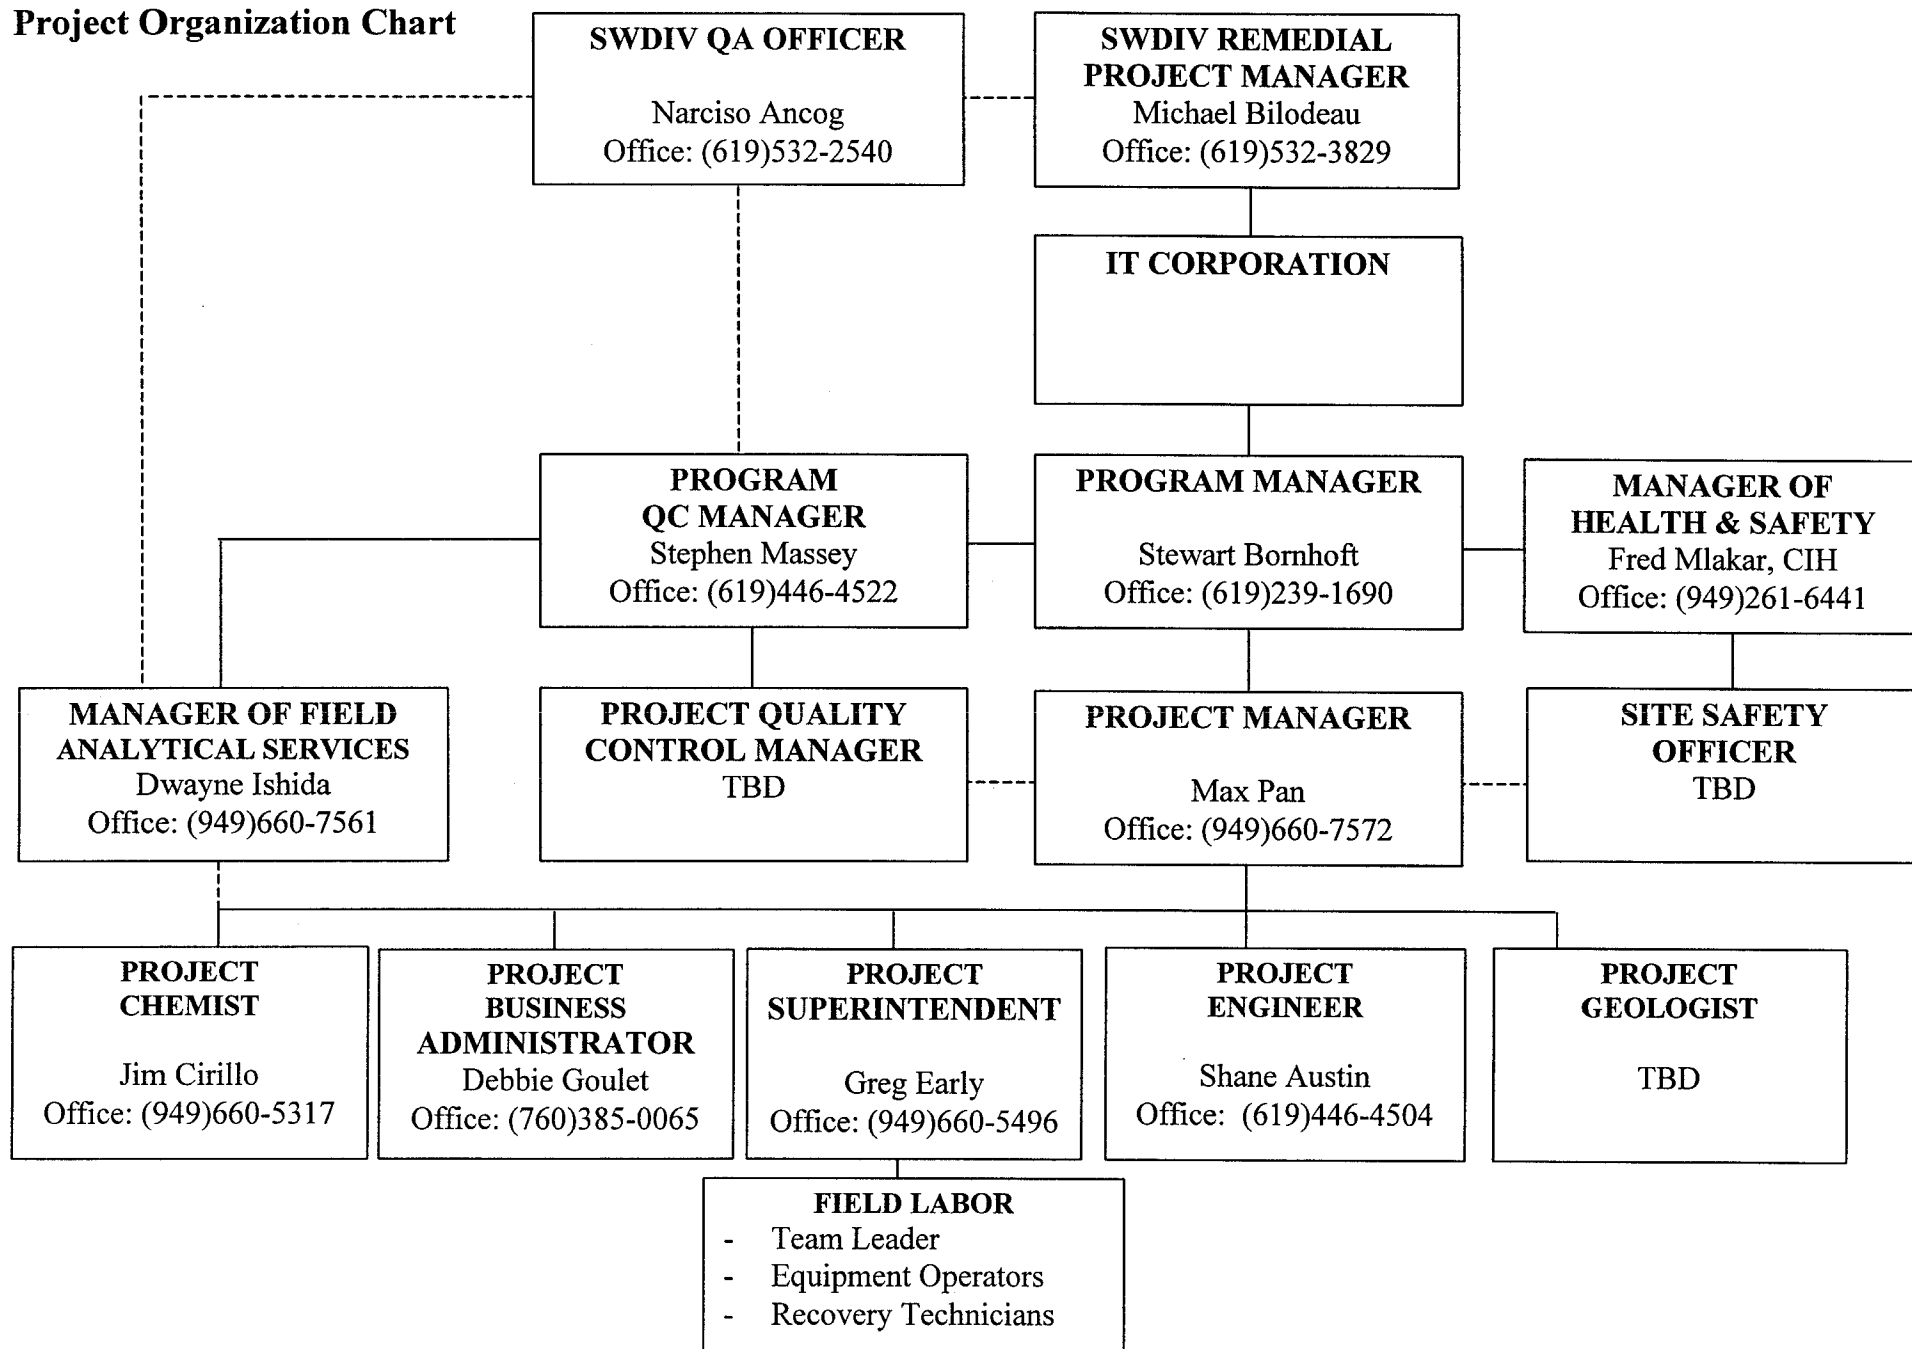 Project Organization Chart
SWDIV QA OFFICER
Narciso Ancog
Office: (619)532-2540
SWDIV REMEDIAL
PROJECT MANAGER
Michael Bilodeau
Office: (619)532-3829
IT CORPORATION
PROGRAM
QC MANAGER
Stephen Massey
Office: (619)446-4522
PROGRAM MANAGER
Stewart Bornhoft
Office: (619)239-1690
MANAGER OF
HEALTH & SAFETY
Fred Mlakar, CIH
Office: (949)261-6441
MANAGER OF FIELD
ANALYTICAL SERVICES
Dwayne Ishida
Office: (949)660-7561
PROJECT QUALITY
CONTROL MANAGER
TBD
PROJECT MANAGER
Max Pan
Office: (949)660-7572
SITE SAFETY
OFFICER
TBD
PROJECT
CHEMIST
Jim Cirillo
Office: (949)660-5317
PROJECT
BUSINESS
ADMINISTRATOR
Debbie Goulet
Office: (760)385-0065
PROJECT
SUPERINTENDENT
Greg Early
Office: (949)660-5496
PROJECT
ENGINEER
Shane Austin
Office: (619)446-4504
PROJECT
GEOLOGIST
TBD
FIELD LABOR
- Team Leader
- Equipment Operators
- Recovery Technicians